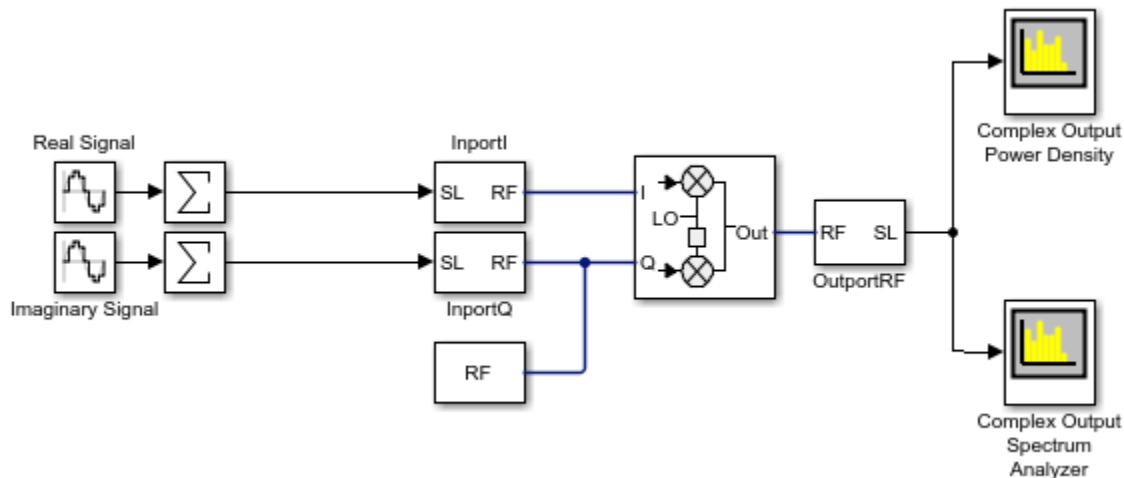 Complex Output
Power Density
Real Signal
InportI
SL RF
I
LO
Out
RF SL
OutportRF
SL RF
Q
Imaginary Signal
InportQ
RF
Complex Output
Spectrum
Analyzer